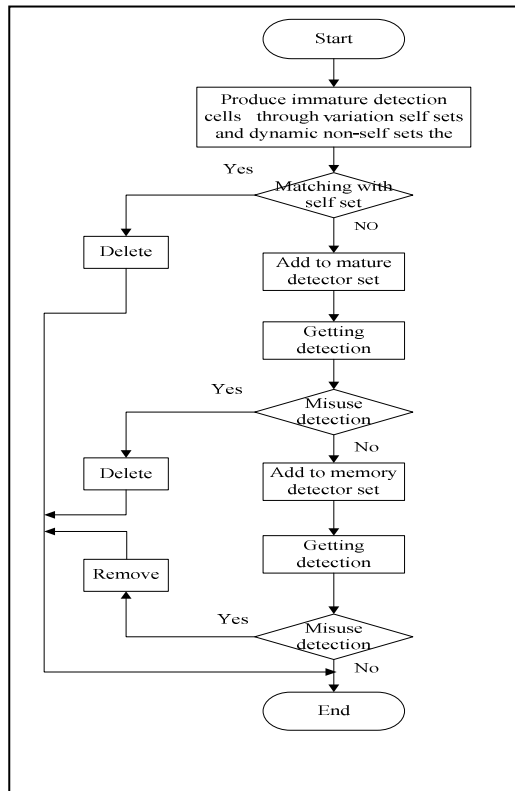 Start
Produce immature detection
cells through variation self sets
and dynamic non-self sets the
Yes
Matching with
self set
NO
Delete
Add to mature
detector set
Getting
detection
Yes
Misuse
detection
No
Delete
Add to memory
detector set
Getting
detection
Remove
Yes
Misuse
detection
No
End